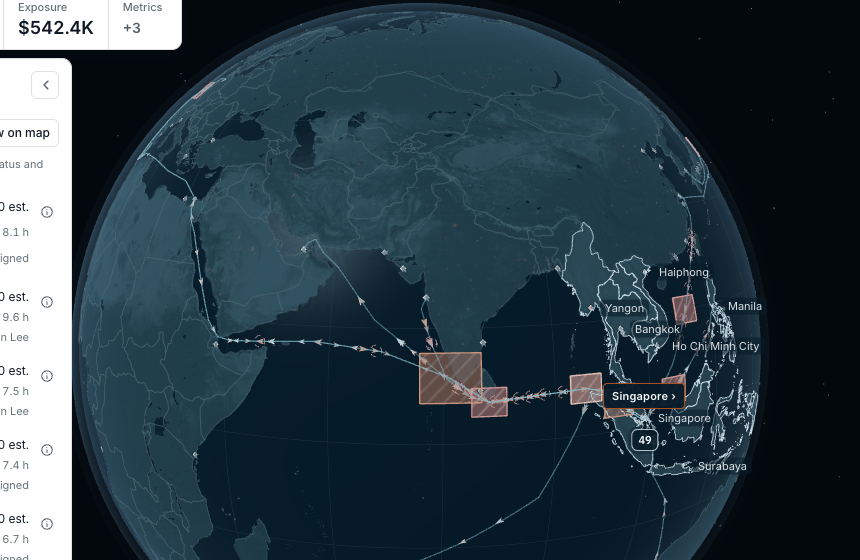 Exposure
Metrics
$542.4K
+3
w on map
atus and
0 est.
8.1 h
igned
0 est.
9.6 h
n Lee
0 est.
7.5 h
n Lee
0 est.
7.4 h
igned
0 est.
6.7 h
igned
Haiphong
Yangon
Manila
Bangkok
Ho Chi Minh City
Singapore ›
Singapore
49
Surabaya